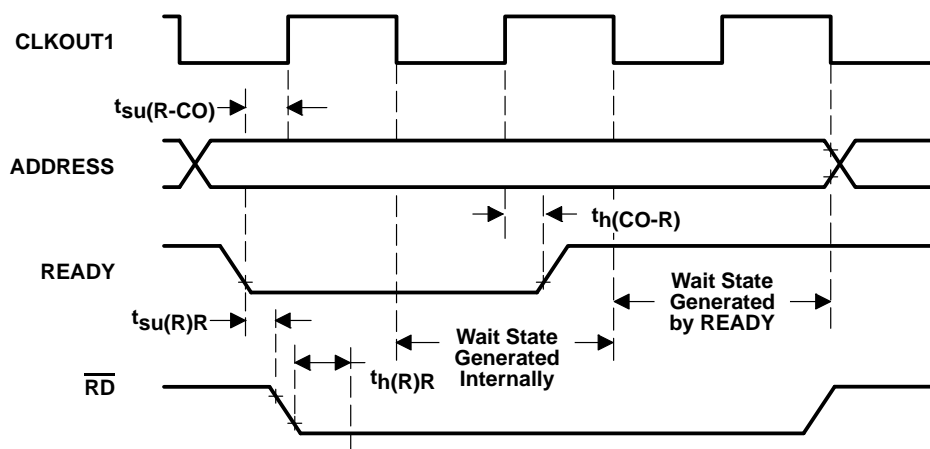 CLKOUT1
tsu(R-CO)
ADDRESS
th(CO-R)
READY
Wait State
Generated
by READY
tsu(R)R
Wait State
Generated
Internally
th(R)R
RD